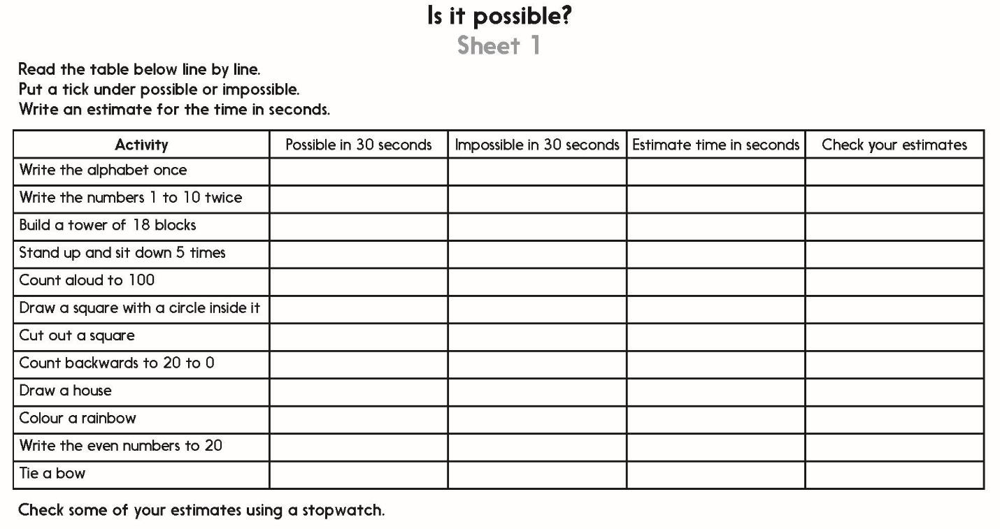 Is it possible?
Sheet 1
Read the table below line by line.
Put a tick under possible or impossible.
Write an estimate for the time in seconds.
Activity Possible in 30 seconds Impossible in 30 seconds Estimate time in seconds Check your estimates
Write the alphabet once
Write the numbers 1 to 10 twice
Build a tower of 18 blocks
Stand up and sit down 5 times
Count aloud to 100
Draw a square with a circle inside it
Cut out a square
Count backwards to 20 to 0
Draw a house
Colour a rainbow
Write the even numbers to 20
Tie a bow
Check some of your estimates using a stopwatch.